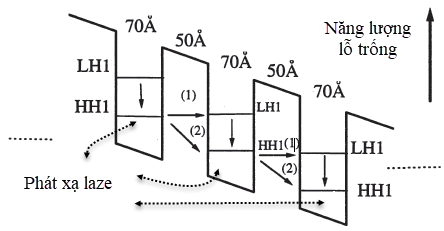 70Å
50Å
70Å
50Å
70Å
Năng lượng
lỗ trống
LH1
HH1
(1)
(2)
LH1
HH1(1)
(2)
LH1
HH1
Phát xạ laze